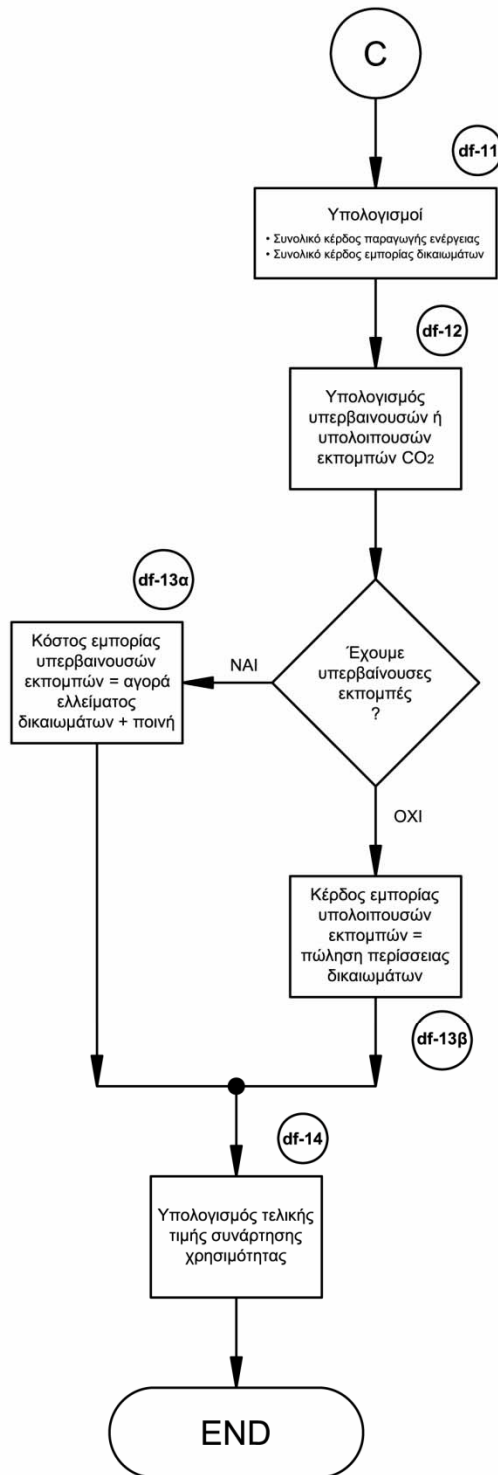 C
df-11
Υπολογισμοί
• Συνολικό κέρδος παραγωγής ενέργειας
• Συνολικό κέρδος εμπορίας δικαιωμάτων
df-12
Υπολογισμός
υπερβαινουσών ή
υπολοιπουσών
εκπομπών CO₂
df-13α
Κόστος εμπορίας
υπερβαινουσών
εκπομπών = αγορά
ελλείματος
δικαιωμάτων + ποινή
ΝΑΙ
Έχουμε
υπερβαίνουσες
εκπομπές
?
ΟΧΙ
Κέρδος εμπορίας
υπολοιπουσών
εκπομπών =
πώληση περίσσειας
δικαιωμάτων
df-13β
df-14
Υπολογισμός τελικής
τιμής συνάρτησης
χρησιμότητας
END